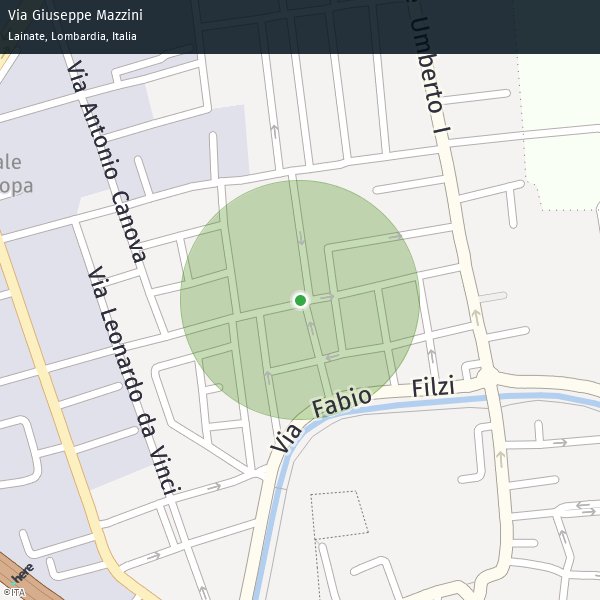 Via Giuseppe Mazzini
Lainate, Lombardia, Italia
Umberto I
Via Antonio Canova
ale
opa
Via Leonardo da Vinci
Via Fabio Filzi
here
©ITA